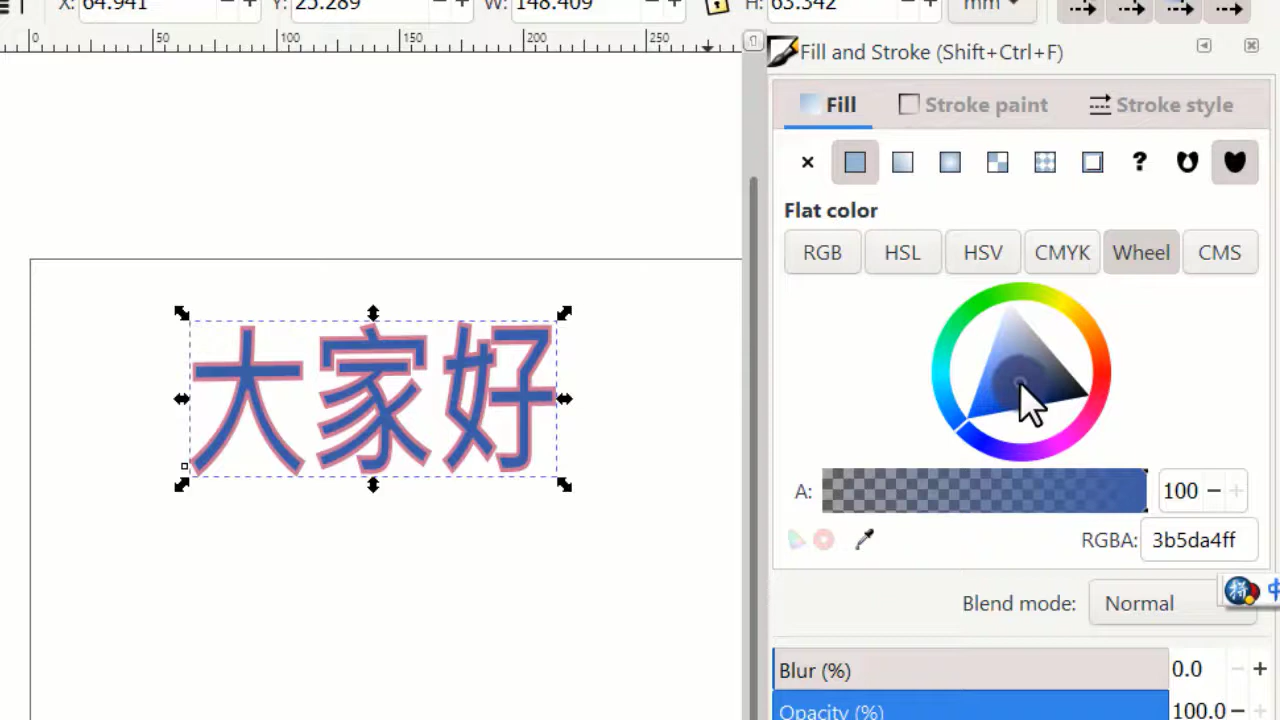 X: 64.941 Y: 25.289 W: 148.409 H: 63.342 mm
0 50 100 150 200 250
Fill and Stroke (Shift+Ctrl+F)
Fill Stroke paint Stroke style
Flat color
RGB HSL HSV CMYK Wheel CMS
大家好
A: 100
RGBA: 3b5da4ff
Blend mode: Normal
拼 中
Blur (%) 0.0
Opacity (%) 100.0